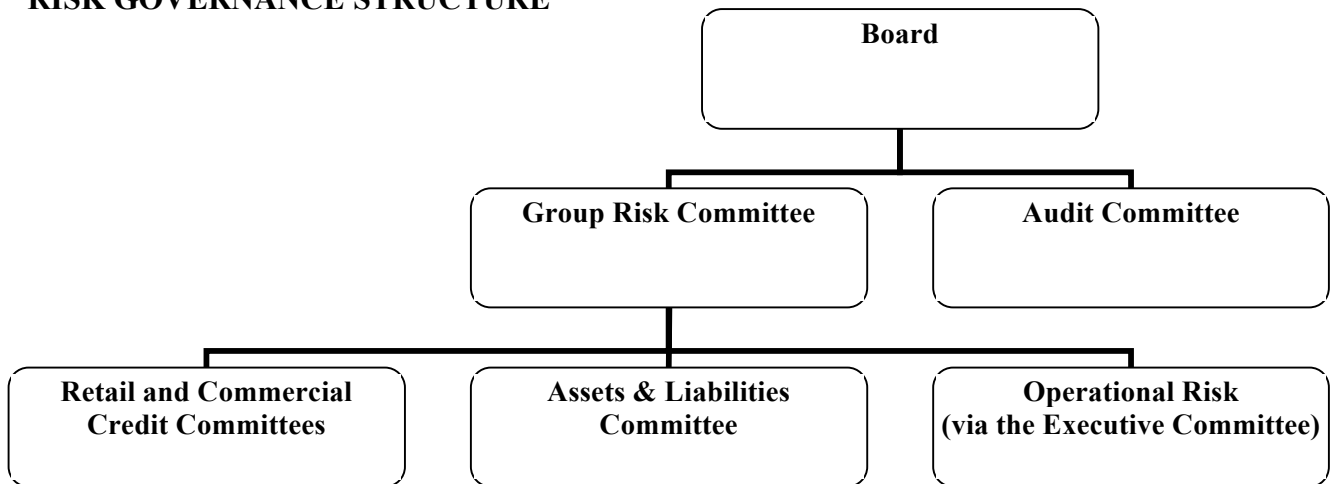 RISK GOVERNANCE STRUCTURE
Board
Group Risk Committee
Audit Committee
Retail and Commercial
Credit Committees
Assets & Liabilities
Committee
Operational Risk
(via the Executive Committee)